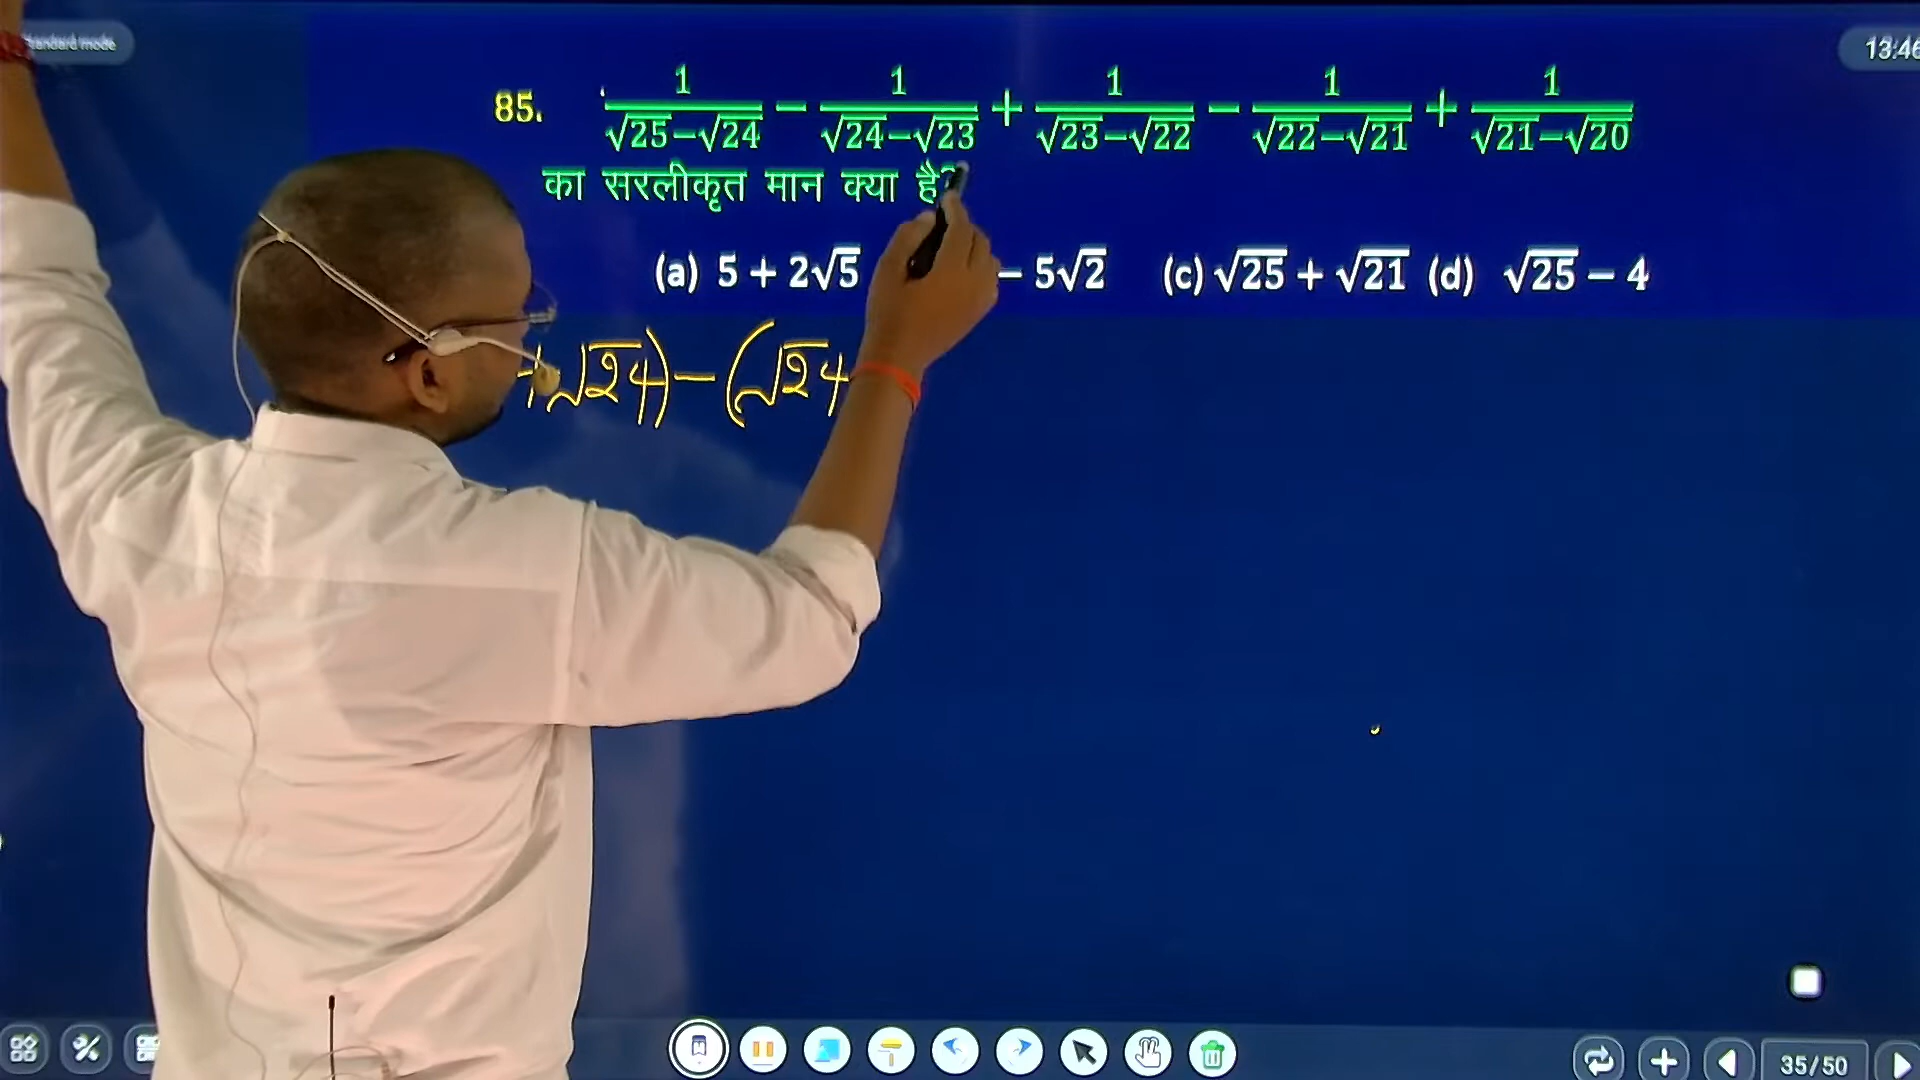 Standard mode
13:46
85. 1/(√25−√24) − 1/(√24−√23) + 1/(√23−√22) − 1/(√22−√21) + 1/(√21−√20)
का सरलीकृत मान क्या है?
(a) 5 + 2√5 − 5√2 (c) √25 + √21 (d) √25 − 4
+√24) − (√24
35/50